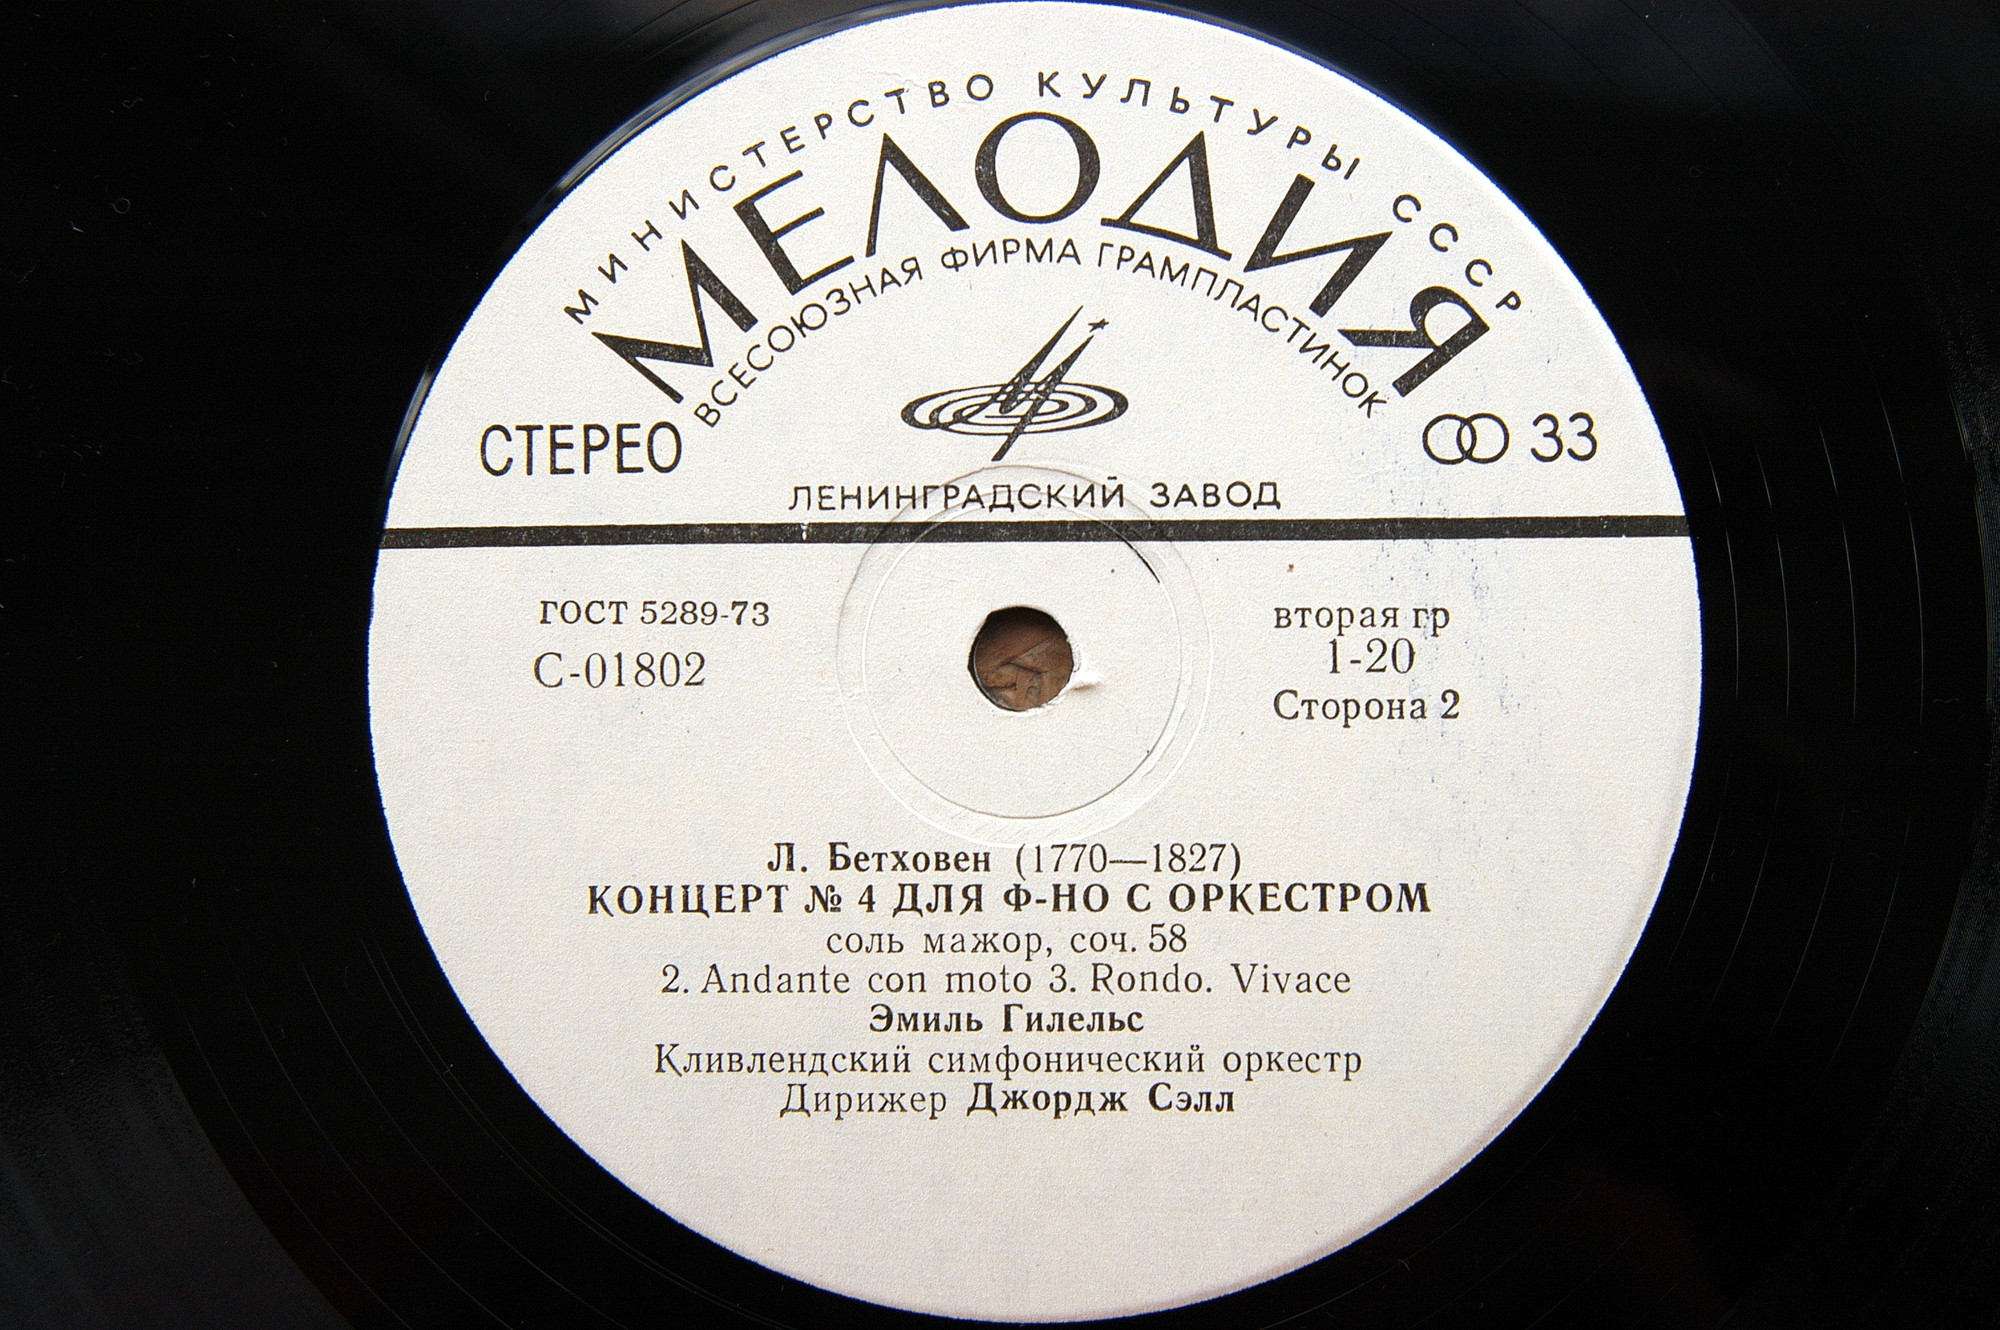 МИНИСТЕРСТВО КУЛЬТУРЫ СССР
МЕЛОДИЯ
ВСЕСОЮЗНАЯ ФИРМА ГРАМПЛАСТИНОК
СТЕРЕО
33
ЛЕНИНГРАДСКИЙ ЗАВОД
ГОСТ 5289-73
С-01802
вторая гр
1-20
Сторона 2
Л. Бетховен (1770—1827)
КОНЦЕРТ № 4 ДЛЯ Ф-НО С ОРКЕСТРОМ
соль мажор, соч. 58
2. Andante con moto 3. Rondo. Vivace
Эмиль Гилельс
Кливлендский симфонический оркестр
Дирижер Джордж Сэлл